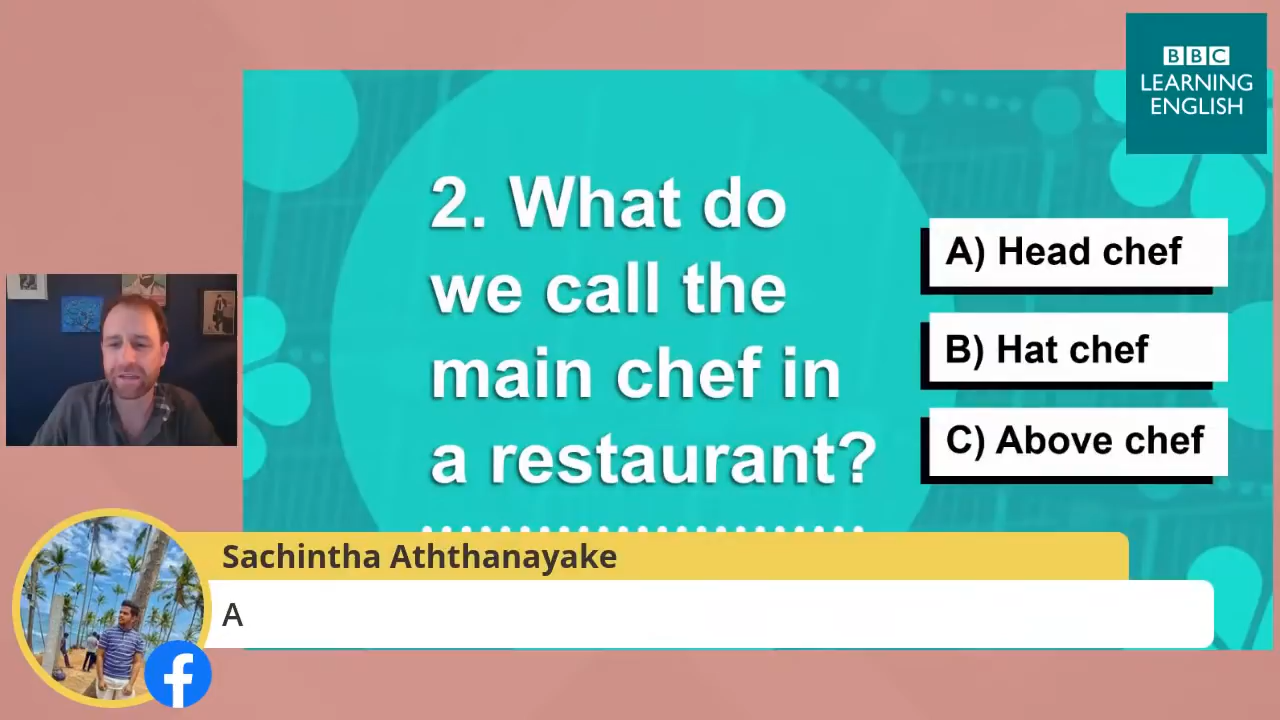 BBC
LEARNING
ENGLISH
2. What do
we call the
main chef in
a restaurant?
A) Head chef
B) Hat chef
C) Above chef
Sachintha Aththanayake
A